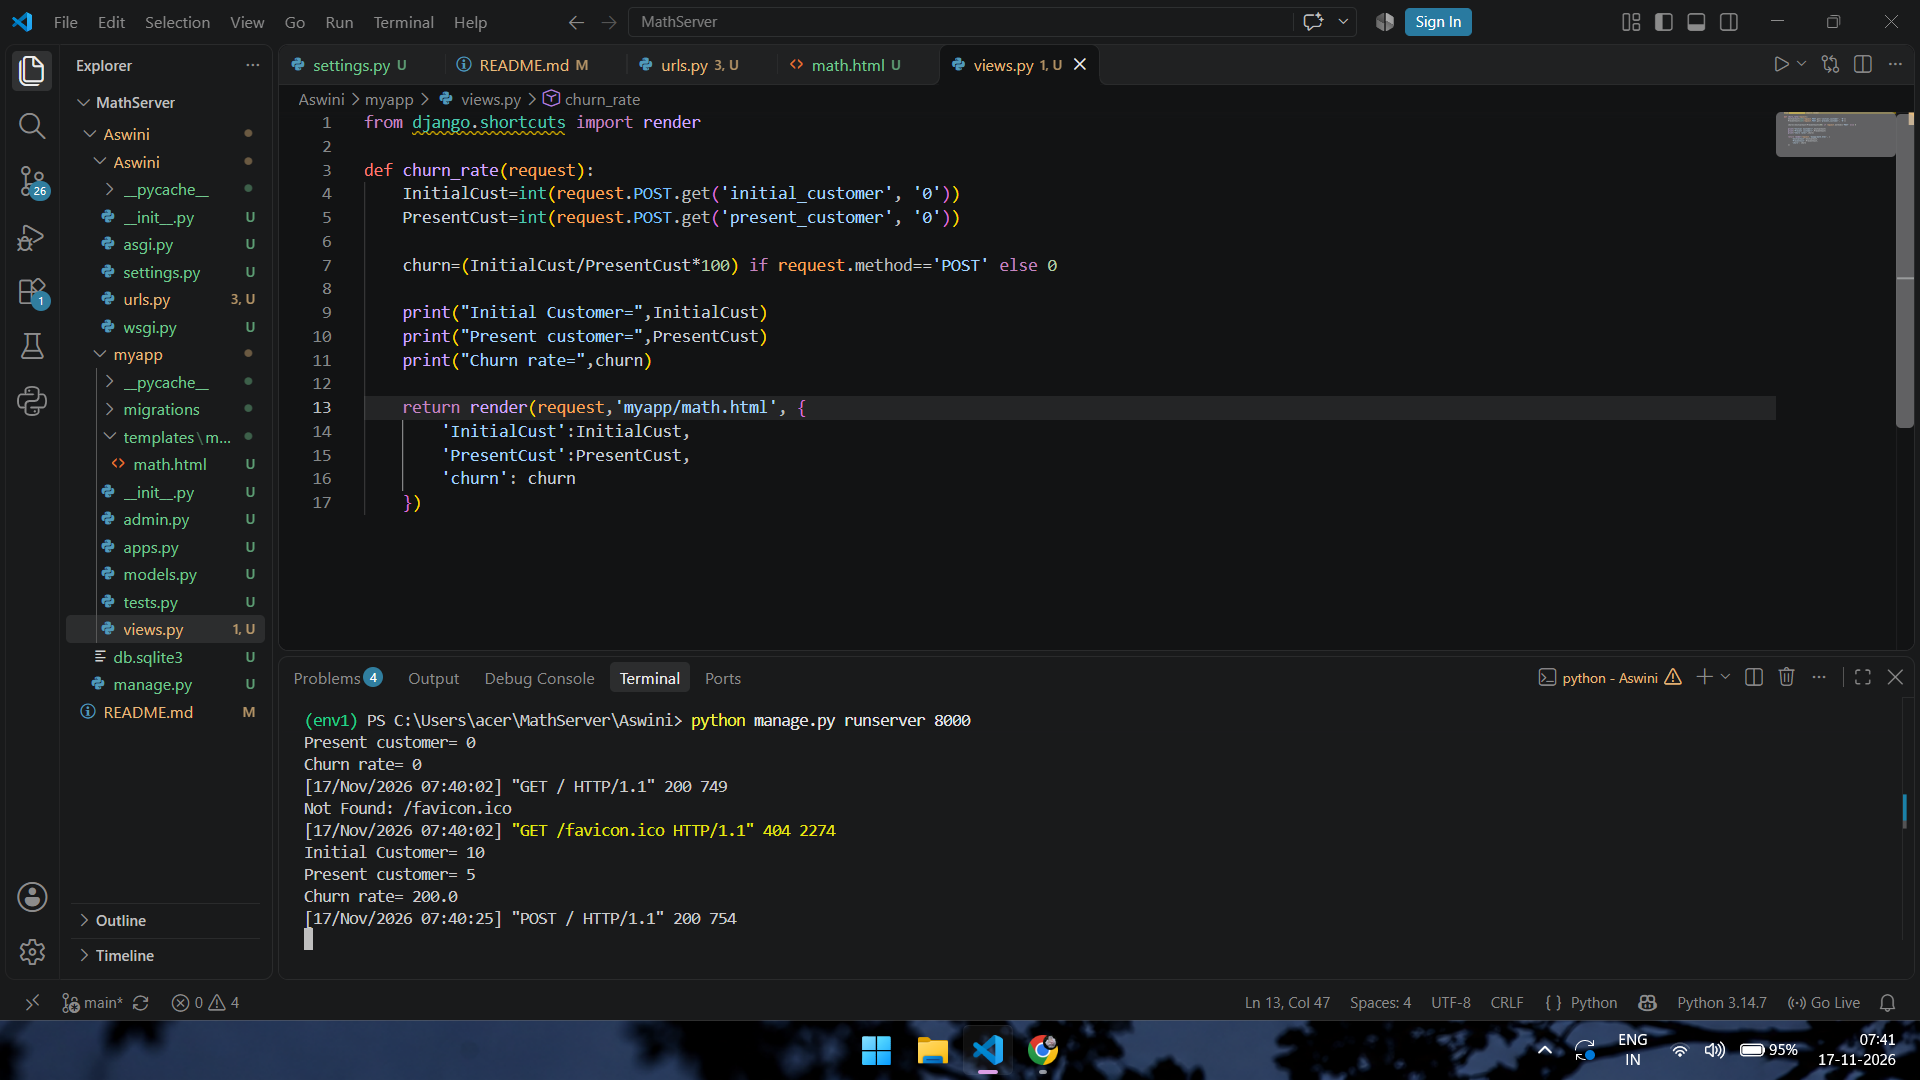 File Edit Selection View Go Run Terminal Help
MathServer
Sign In
Explorer
MathServer
Aswini
Aswini
__pycache__
__init__.py U
asgi.py U
settings.py U
urls.py 3, U
wsgi.py U
myapp
__pycache__
migrations
templates\m...
math.html U
__init__.py U
admin.py U
apps.py U
models.py U
tests.py U
views.py 1, U
db.sqlite3 U
manage.py U
README.md M
Outline
Timeline
26
1
settings.py U
README.md M
urls.py 3, U
math.html U
views.py 1, U
Aswini > myapp > views.py > churn_rate
1 from django.shortcuts import render
2
3 def churn_rate(request):
4 InitialCust=int(request.POST.get('initial_customer', '0'))
5 PresentCust=int(request.POST.get('present_customer', '0'))
6
7 churn=(InitialCust/PresentCust*100) if request.method=='POST' else 0
8
9 print("Initial Customer=",InitialCust)
10 print("Present customer=",PresentCust)
11 print("Churn rate=",churn)
12
13 return render(request,'myapp/math.html', {
14 'InitialCust':InitialCust,
15 'PresentCust':PresentCust,
16 'churn': churn
17 })
Problems 4 Output Debug Console Terminal Ports
python - Aswini
(env1) PS C:\Users\acer\MathServer\Aswini> python manage.py runserver 8000
Present customer= 0
Churn rate= 0
[17/Nov/2026 07:40:02] "GET / HTTP/1.1" 200 749
Not Found: /favicon.ico
[17/Nov/2026 07:40:02] "GET /favicon.ico HTTP/1.1" 404 2274
Initial Customer= 10
Present customer= 5
Churn rate= 200.0
[17/Nov/2026 07:40:25] "POST / HTTP/1.1" 200 754
main* 0 4
Ln 13, Col 47 Spaces: 4 UTF-8 CRLF { } Python Python 3.14.7 Go Live
ENG
IN
95%
07:41
17-11-2026